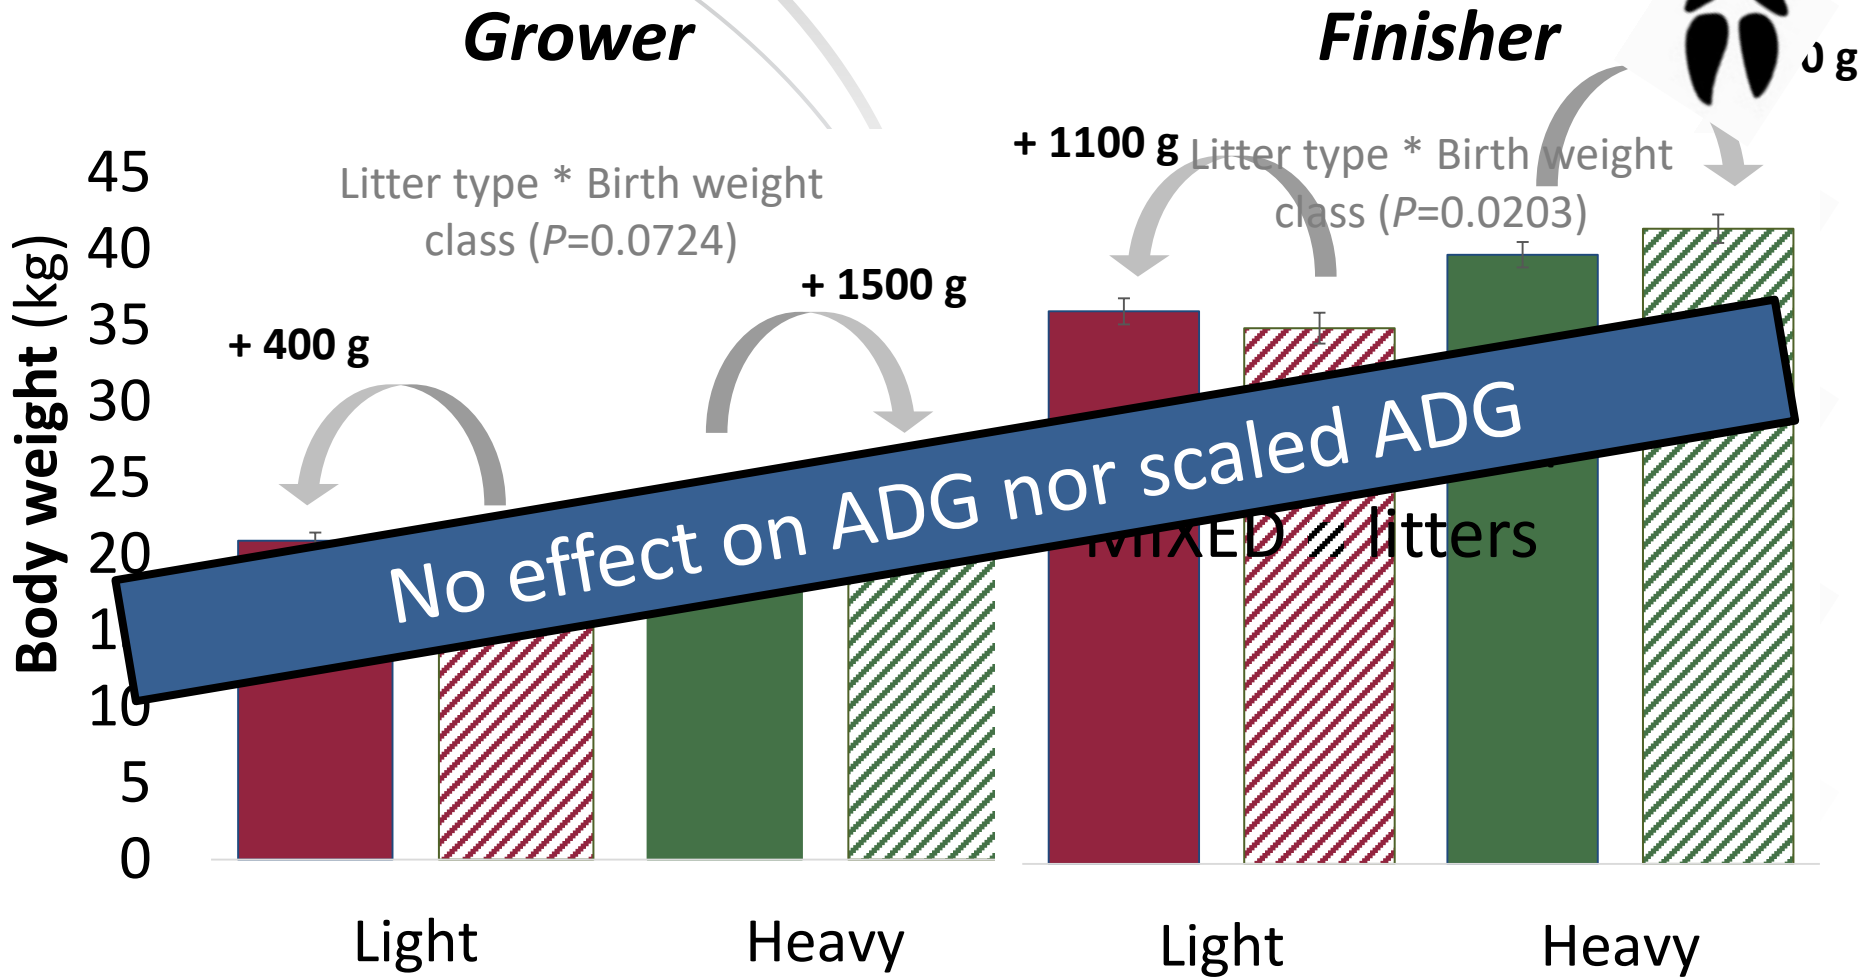 Grower
Finisher
0 g
+ 1100 g
Litter type * Birth weight
class (P=0.0724)
Litter type * Birth weight
class (P=0.0203)
+ 400 g
+ 1500 g
Body weight (kg)
45
40
35
30
25
20
10
5
0
No effect on ADG nor scaled ADG
MIXED litters
Light
Heavy
Light
Heavy